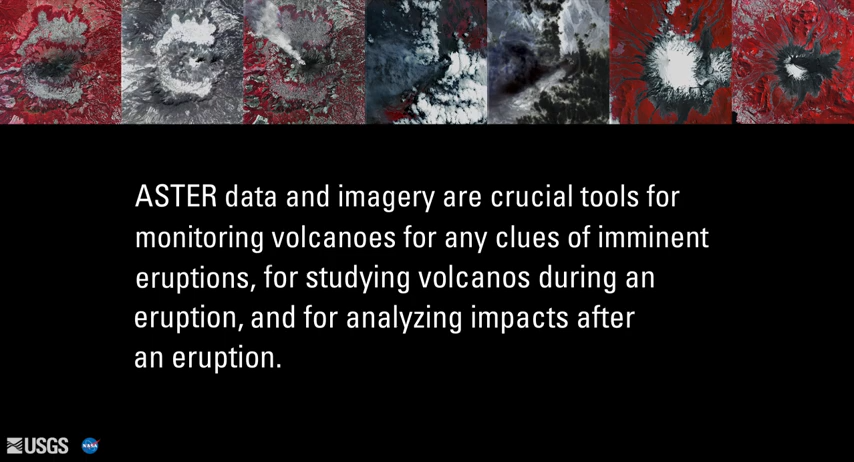 ASTER data and imagery are crucial tools for
monitoring volcanoes for any clues of imminent
eruptions, for studying volcanos during an
eruption, and for analyzing impacts after
an eruption.
USGS NASA